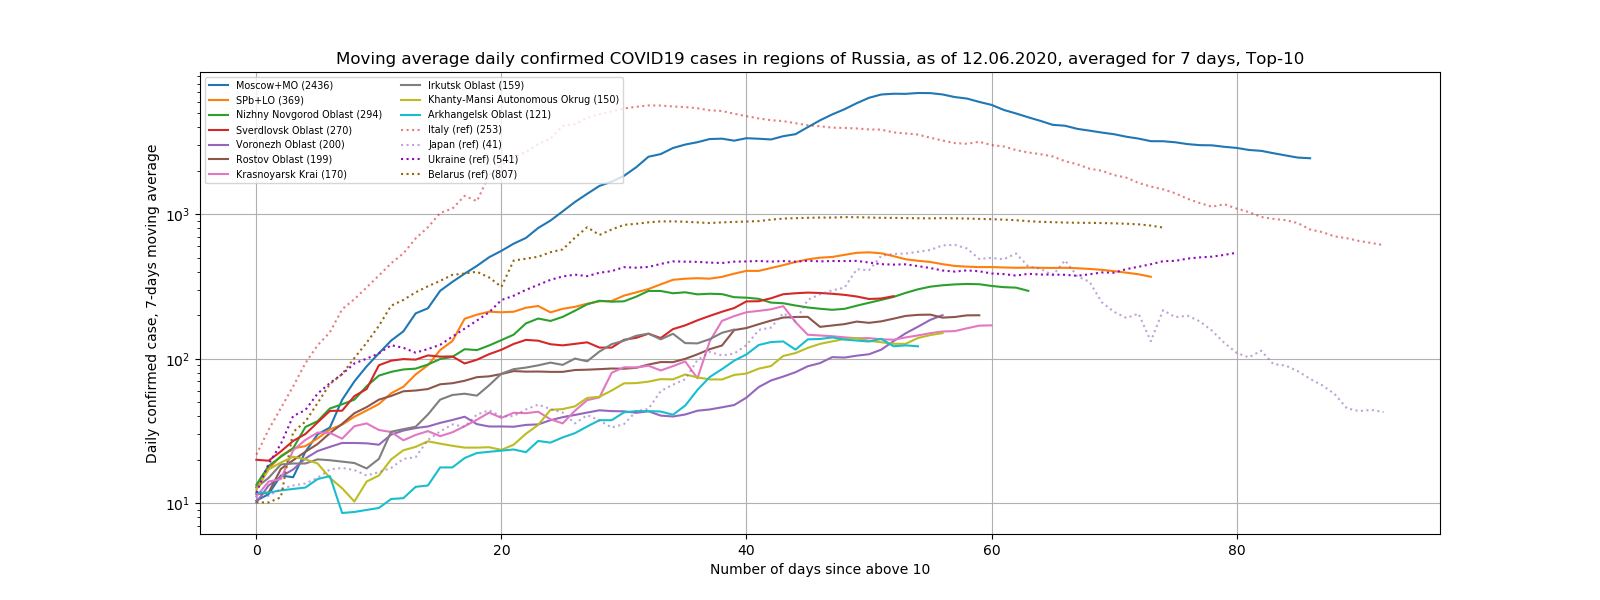 Moving average daily confirmed COVID19 cases in regions of Russia, as of 12.06.2020, averaged for 7 days, Top-10
Moscow+MO (2436)
SPb+LO (369)
Nizhny Novgorod Oblast (294)
Sverdlovsk Oblast (270)
Voronezh Oblast (200)
Rostov Oblast (199)
Krasnoyarsk Krai (170)
Irkutsk Oblast (159)
Khanty-Mansi Autonomous Okrug (150)
Arkhangelsk Oblast (121)
Italy (ref) (253)
Japan (ref) (41)
Ukraine (ref) (541)
Belarus (ref) (807)
Daily confirmed case, 7-days moving average
10³
10²
10¹
0 20 40 60 80
Number of days since above 10